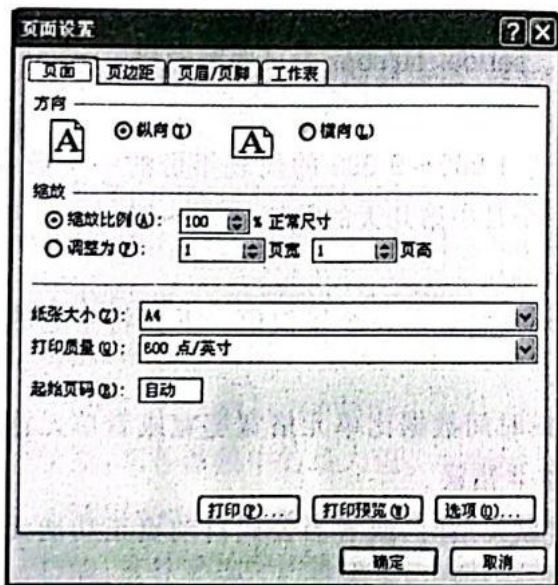 页面设置
页面 页边距 页眉/页脚 工作表
方向
A 纵向(T) A 横向(L)
缩放
缩放比例(A): 100 % 正常尺寸
调整为(F): 1 页宽 1 页高
纸张大小(Z): A4
打印质量(Q): 600 点/英寸
起始页码(R): 自动
打印(P)... 打印预览(W) 选项(O)...
确定 取消